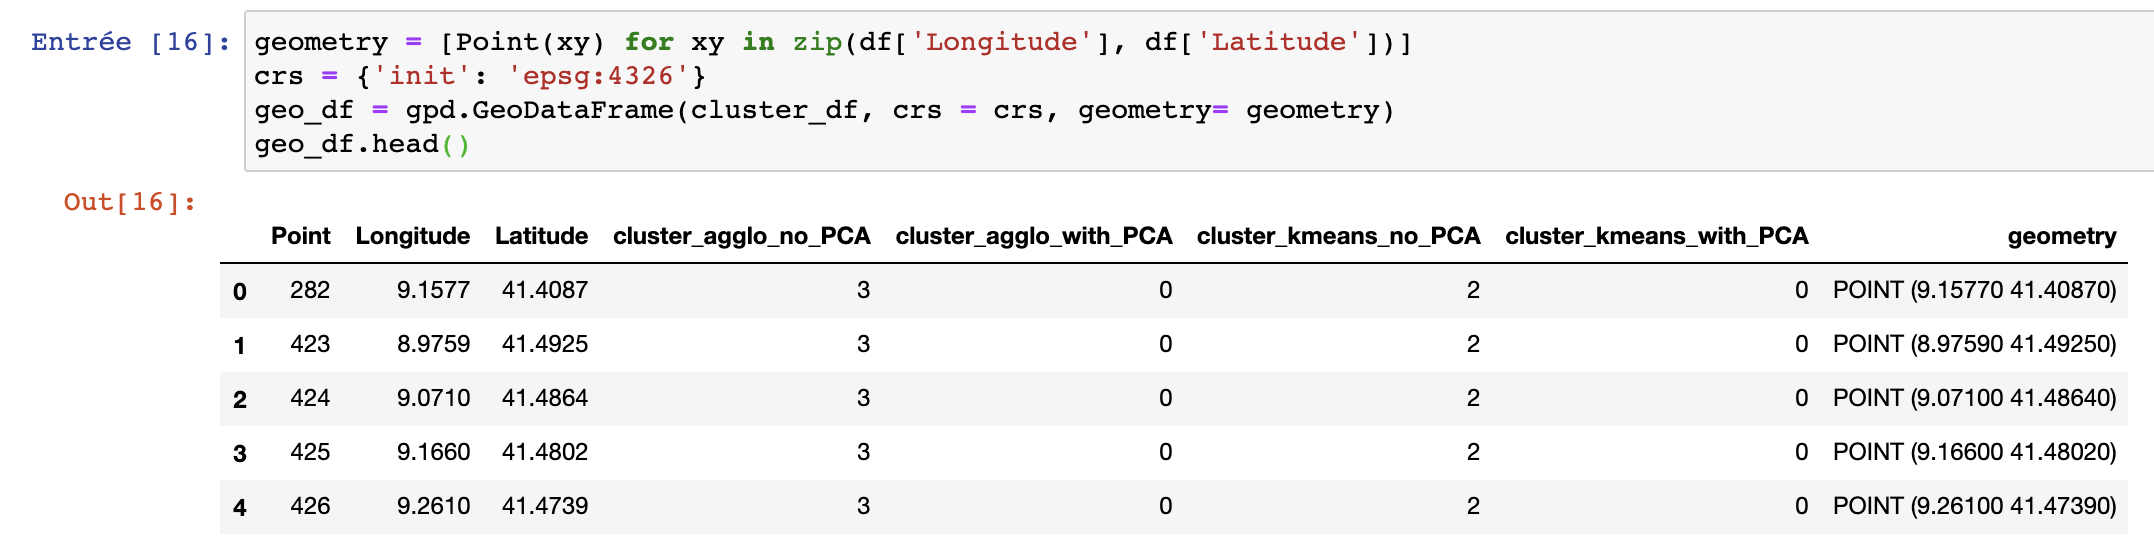 Entrée [16]: geometry = [Point(xy) for xy in zip(df['Longitude'], df['Latitude'])]
crs = {'init': 'epsg:4326'}
geo_df = gpd.GeoDataFrame(cluster_df, crs = crs, geometry= geometry)
geo_df.head()
Out[16]:
Point Longitude Latitude cluster_agglo_no_PCA cluster_agglo_with_PCA cluster_kmeans_no_PCA cluster_kmeans_with_PCA geometry
0 282 9.1577 41.4087 3 0 2 0 POINT (9.15770 41.40870)
1 423 8.9759 41.4925 3 0 2 0 POINT (8.97590 41.49250)
2 424 9.0710 41.4864 3 0 2 0 POINT (9.07100 41.48640)
3 425 9.1660 41.4802 3 0 2 0 POINT (9.16600 41.48020)
4 426 9.2610 41.4739 3 0 2 0 POINT (9.26100 41.47390)